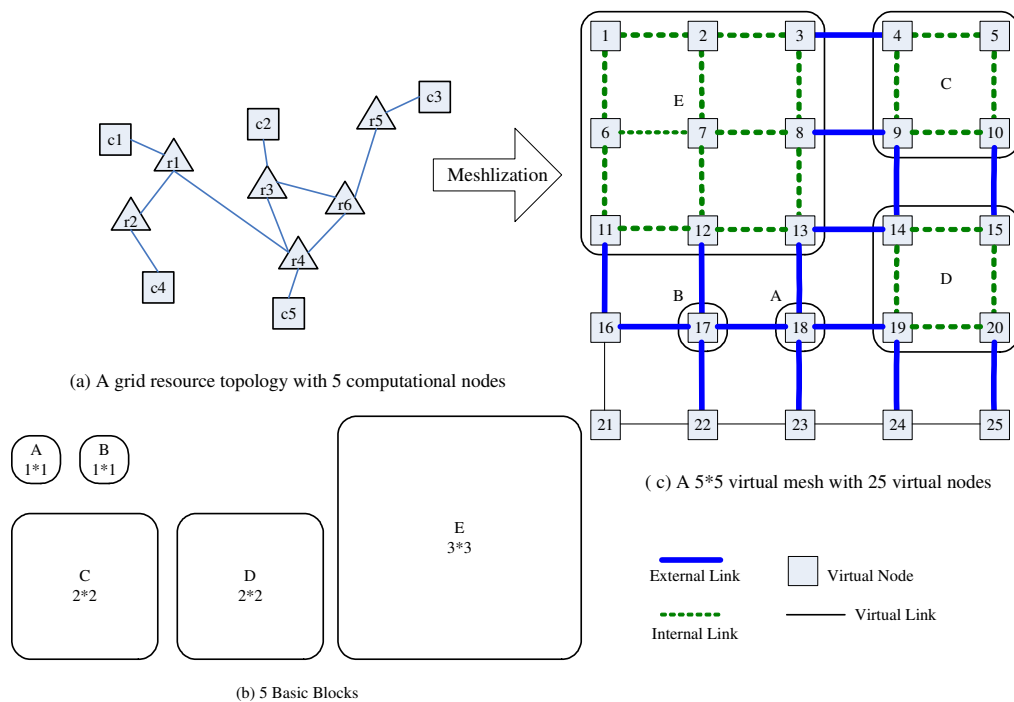 c1
r1
r2
c4
c2
r3
r6
r4
c5
r5
c3
(a) A grid resource topology with 5 computational nodes
Meshlization
1
2
3
4
5
E
C
6
7
8
9
10
11
12
13
14
15
B
A
D
16
17
18
19
20
21
22
23
24
25
( c) A 5*5 virtual mesh with 25 virtual nodes
A
1*1
B
1*1
C
2*2
D
2*2
E
3*3
(b) 5 Basic Blocks
External Link
Virtual Node
Internal Link
Virtual Link